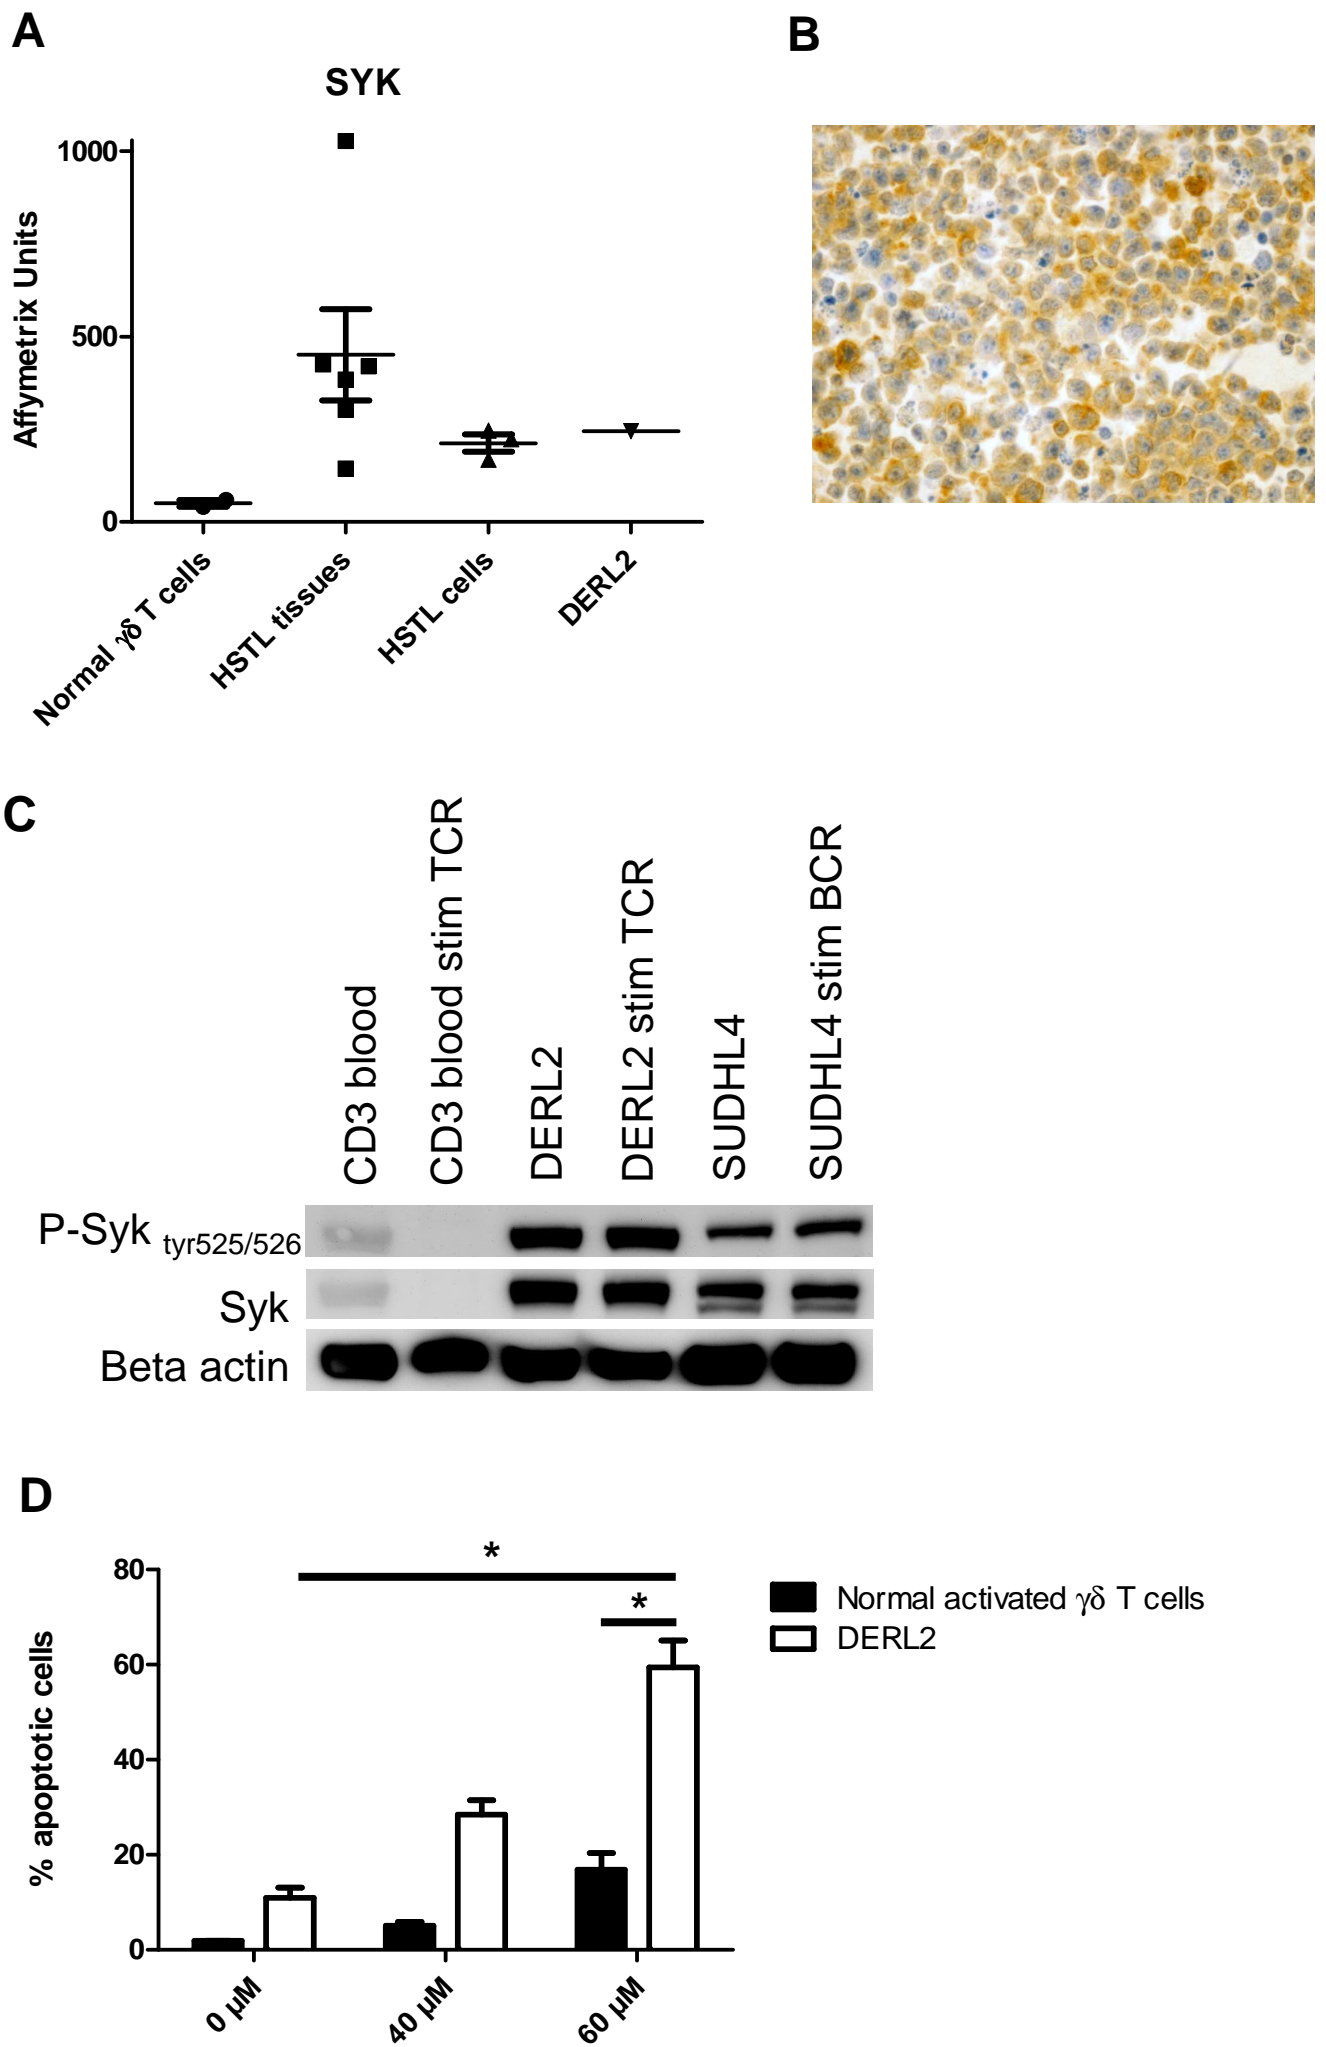 A
B
SYK
1000
500
0
Affymetrix Units
Normal γδ T cells
HSTL tissues
HSTL cells
DERL2
C
CD3 blood
CD3 blood stim TCR
DERL2
DERL2 stim TCR
SUDHL4
SUDHL4 stim BCR
P-Syk tyr525/526
Syk
Beta actin
D
80
60
40
20
0
% apoptotic cells
*
*
Normal activated γδ T cells
DERL2
0 µM
40 µM
60 µM